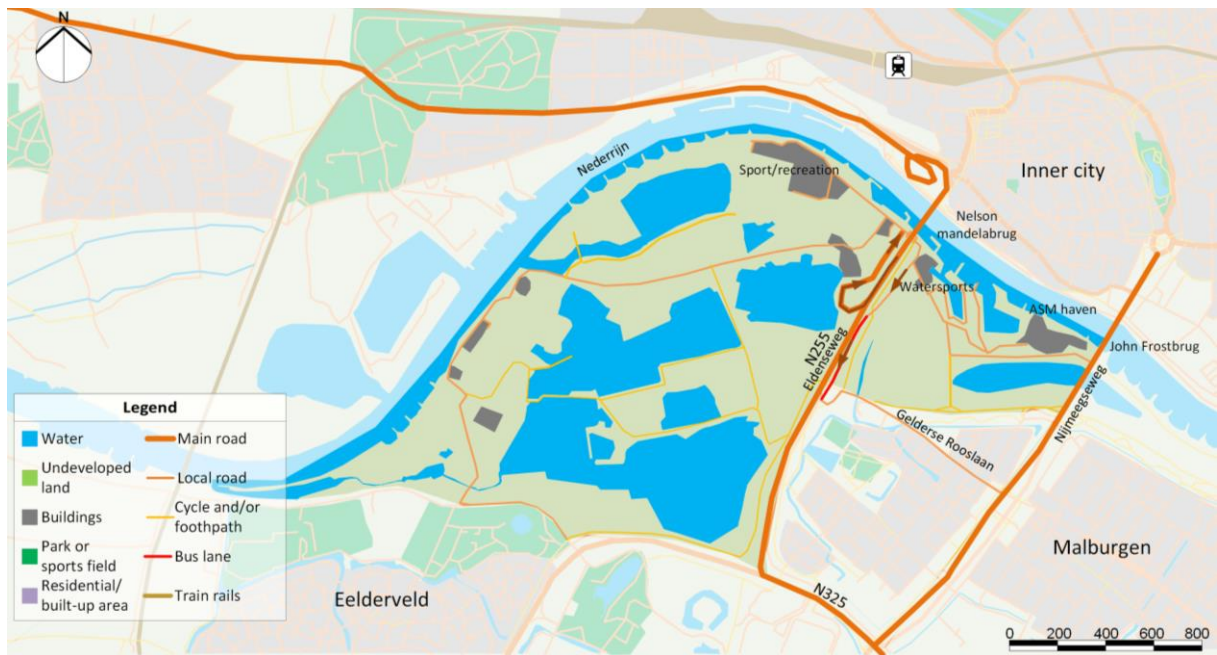 N
Nederrijn
Sport/recreation
Inner city
Nelson
mandelabrug
Watersports
ASM haven
John Frostbrug
N255
Eldenseweg
Nijmeegseweg
Gelderse Rooslaan
Malburgen
N325
Eelderveld
Legend
Water
Main road
Undeveloped
land
Local road
Buildings
Cycle and/or
footpath
Park or
sports field
Bus lane
Residential/
built-up area
Train rails
0 200 400 600 800